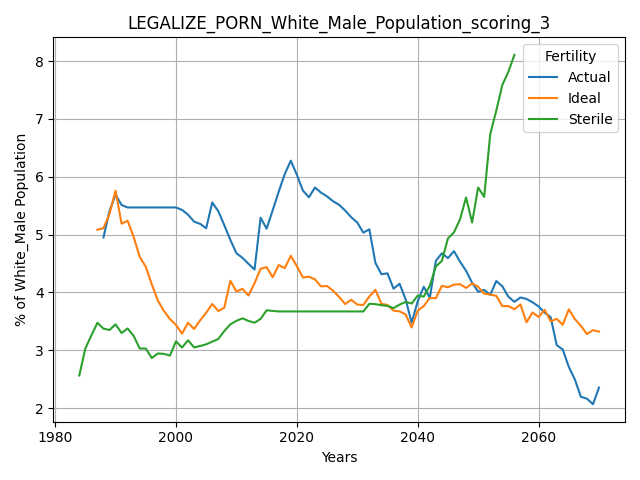 LEGALIZE_PORN_White_Male_Population_scoring_3
% of White_Male Population
8
7
6
5
4
3
2
Fertility
Actual
Ideal
Sterile
1980
2000
2020
2040
2060
Years